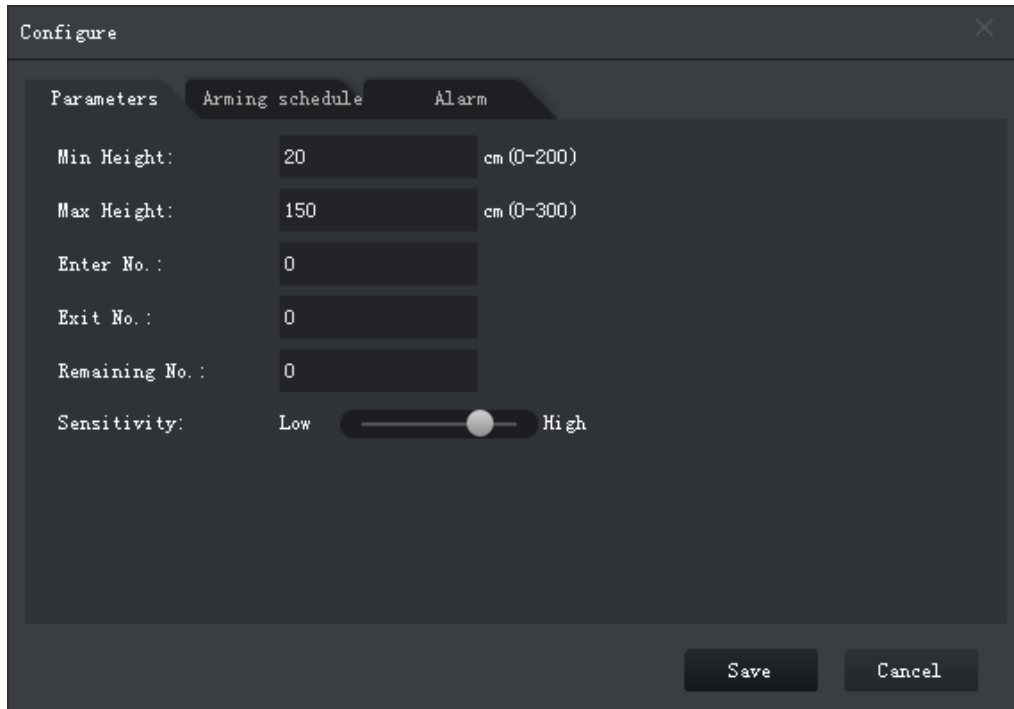 Configure
Parameters Arming schedule Alarm
Min Height: 20 cm(0-200)
Max Height: 150 cm(0-300)
Enter No.: 0
Exit No.: 0
Remaining No.: 0
Sensitivity: Low High
Save Cancel